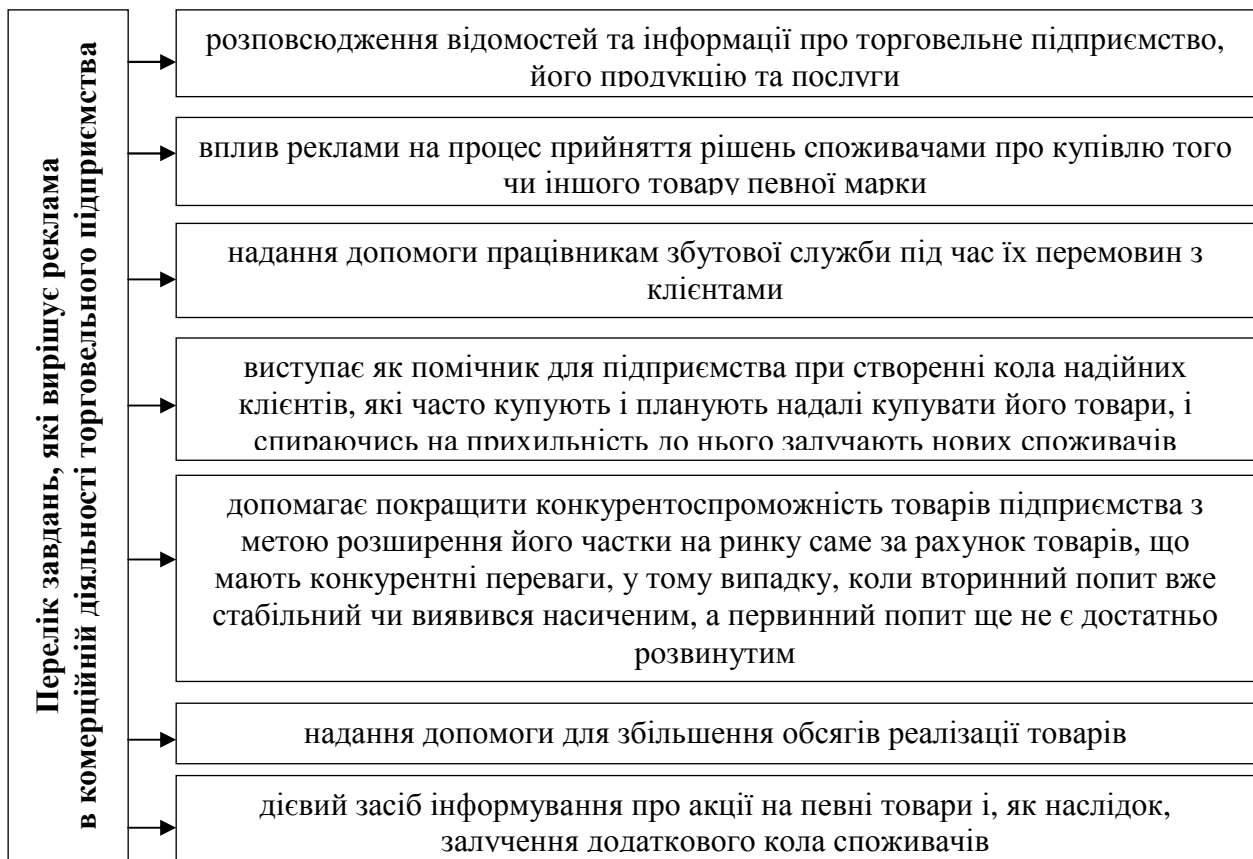 Перелік завдань, які вирішує реклама
в комерційній діяльності торговельного підприємства
розповсюдження відомостей та інформації про торговельне підприємство,
його продукцію та послуги
вплив реклами на процес прийняття рішень споживачами про купівлю того
чи іншого товару певної марки
надання допомоги працівникам збутової служби під час їх перемовин з
клієнтами
виступає як помічник для підприємства при створенні кола надійних
клієнтів, які часто купують і планують надалі купувати його товари, і
спираючись на прихильність до нього залучають нових споживачів
допомагає покращити конкурентоспроможність товарів підприємства з
метою розширення його частки на ринку саме за рахунок товарів, що
мають конкурентні переваги, у тому випадку, коли вторинний попит вже
стабільний чи виявився насиченим, а первинний попит ще не є достатньо
розвинутим
надання допомоги для збільшення обсягів реалізації товарів
дієвий засіб інформування про акції на певні товари і, як наслідок,
залучення додаткового кола споживачів